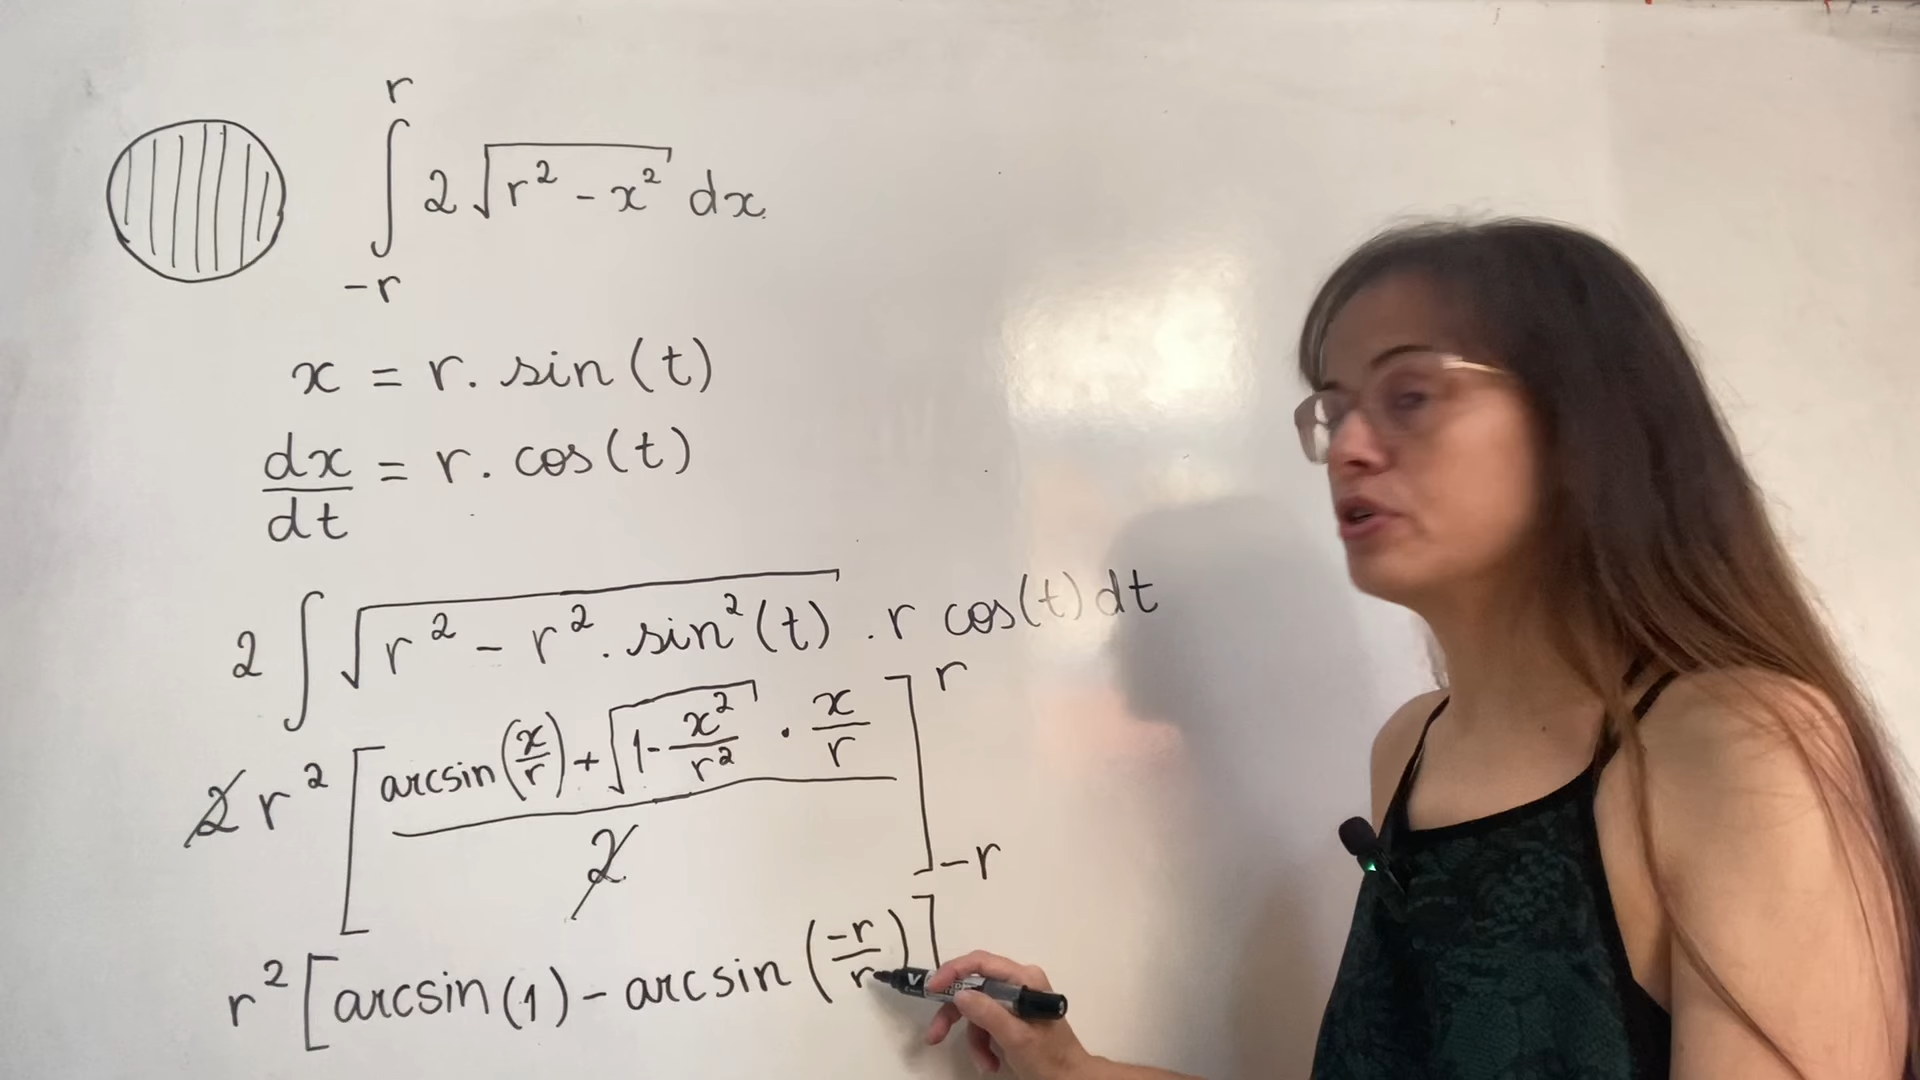 ∫_{-r}^{r} 2√(r² - x²) dx
x = r. sin(t)
dx/dt = r. cos(t)
2 ∫ √(r² - r². sin²(t)) . r cos(t) dt
2 r² [ (arcsin(x/r) + √(1 - x²/r²) · x/r) / 2 ]_{-r}^{r}
r² [ arcsin(1) - arcsin(-r/r) ]
V